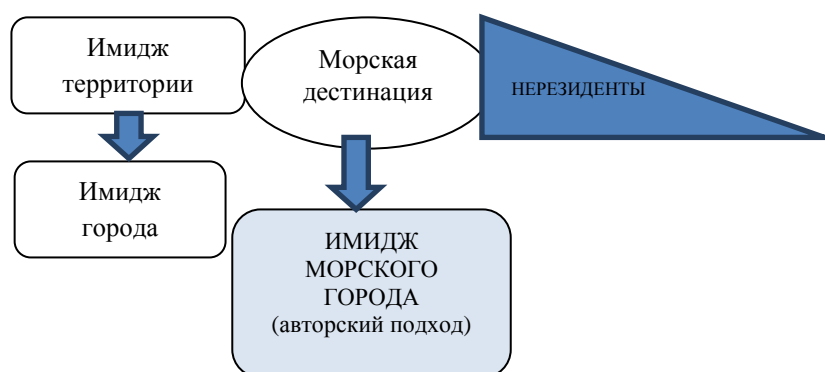 Имидж
территории
Морская
дестинация
НЕРЕЗИДЕНТЫ
Имидж
города
ИМИДЖ
МОРСКОГО
ГОРОДА
(авторский подход)